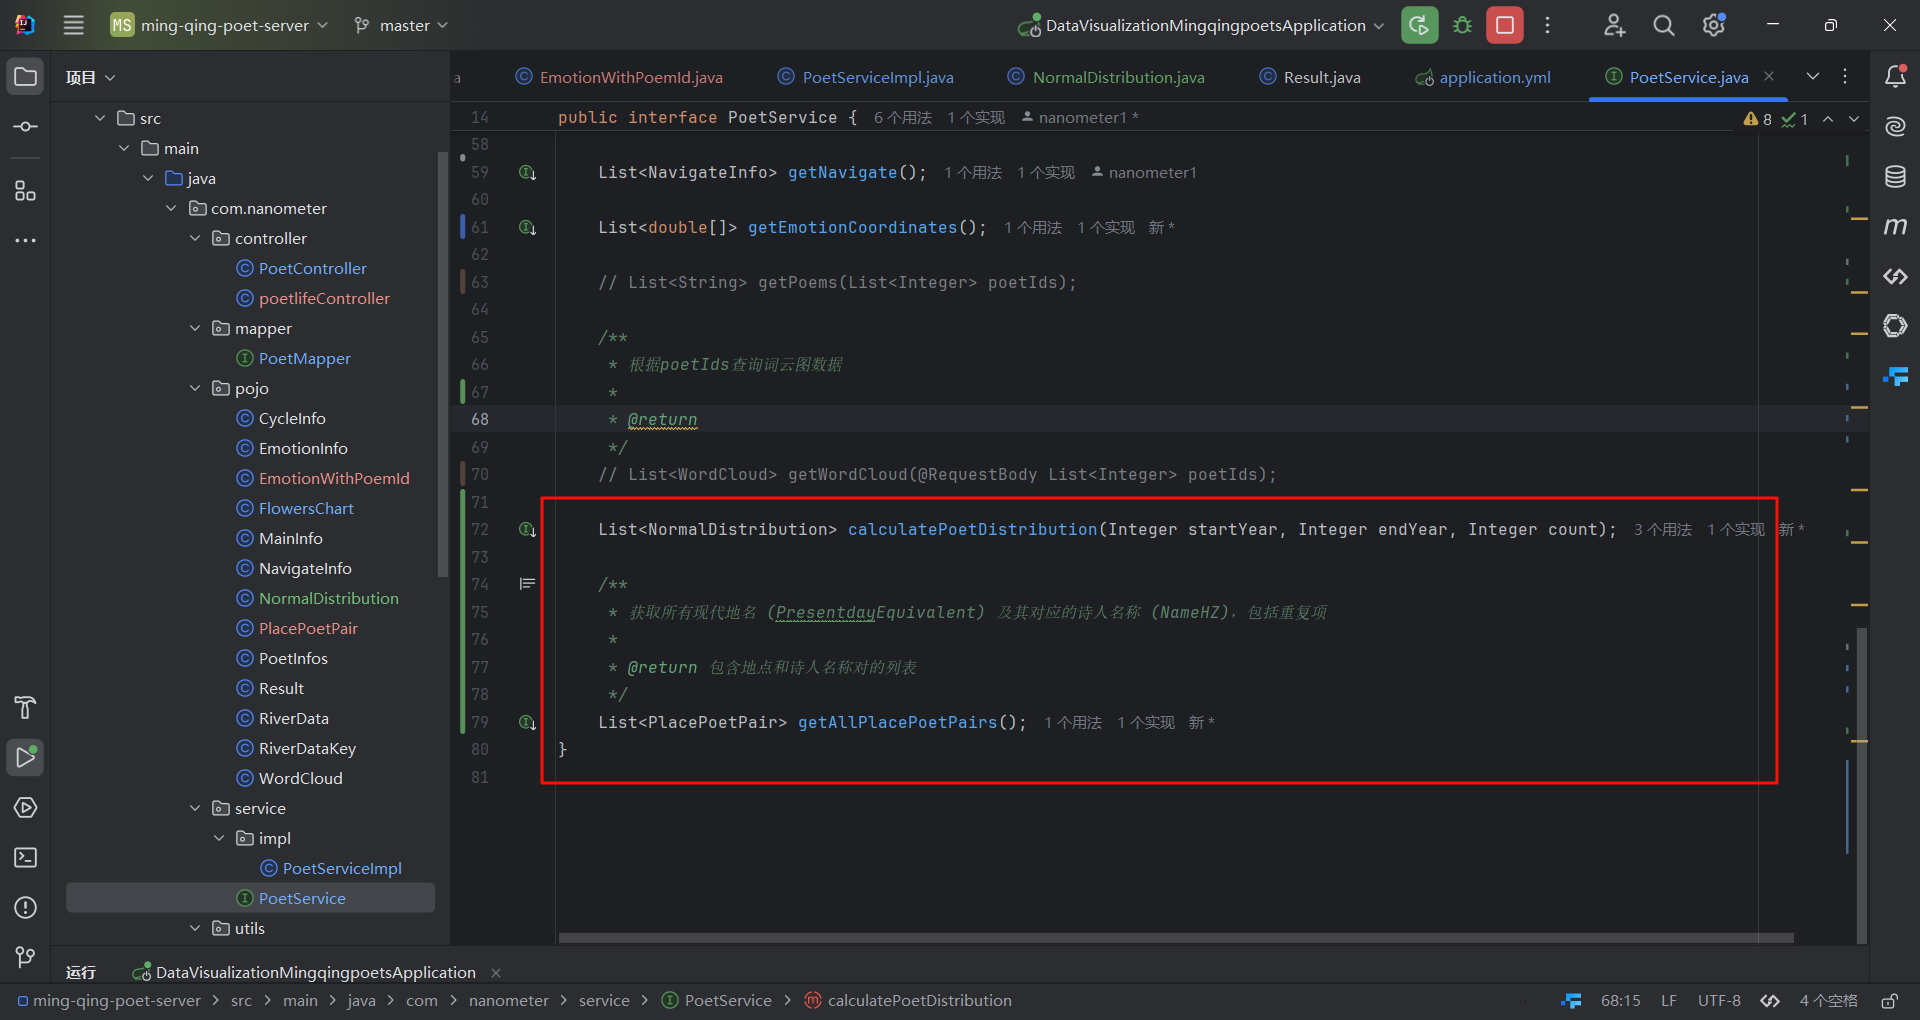 MS ming-qing-poet-server master DataVisualizationMingqingpoetsApplication
项目
a EmotionWithPoemId.java PoetServiceImpl.java NormalDistribution.java Result.java application.yml PoetService.java
src
main
java
com.nanometer
controller
PoetController
poetlifeController
mapper
PoetMapper
pojo
CycleInfo
EmotionInfo
EmotionWithPoemId
FlowersChart
MainInfo
NavigateInfo
NormalDistribution
PlacePoetPair
PoetInfos
Result
RiverData
RiverDataKey
WordCloud
service
impl
PoetServiceImpl
PoetService
utils
14 public interface PoetService { 6 个用法 1 个实现 nanometer1 * 8 1
58
59 List<NavigateInfo> getNavigate(); 1 个用法 1 个实现 nanometer1
60
61 List<double[]> getEmotionCoordinates(); 1 个用法 1 个实现 新 *
62
63 // List<String> getPoems(List<Integer> poetIds);
64
65 /**
66 * 根据poetIds查询词云图数据
67 *
68 * @return
69 */
70 // List<WordCloud> getWordCloud(@RequestBody List<Integer> poetIds);
71
72 List<NormalDistribution> calculatePoetDistribution(Integer startYear, Integer endYear, Integer count); 3 个用法 1 个实现 新 *
73
74 /**
75 * 获取所有现代地名 (PresentdayEquivalent) 及其对应的诗人名称 (NameHZ)，包括重复项
76 *
77 * @return 包含地点和诗人名称对的列表
78 */
79 List<PlacePoetPair> getAllPlacePoetPairs(); 1 个用法 1 个实现 新 *
80 }
81
运行 DataVisualizationMingqingpoetsApplication
ming-qing-poet-server > src > main > java > com > nanometer > service > PoetService > calculatePoetDistribution 68:15 LF UTF-8 4 个空格